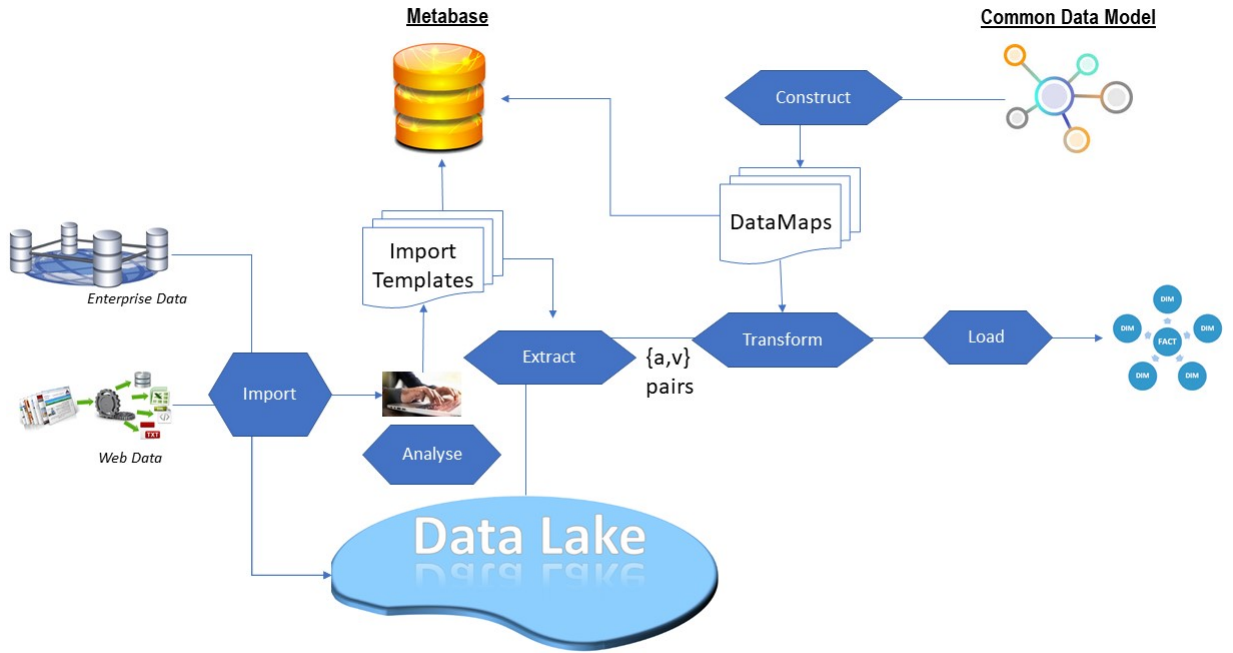 Metabase
Common Data Model
Construct
DataMaps
Import
Templates
Enterprise Data
Extract
{a,v}
pairs
Transform
Load
DIM
DIM
DIM
FACT
DIM
DIM
Import
TXT
Web Data
Analyse
Data Lake